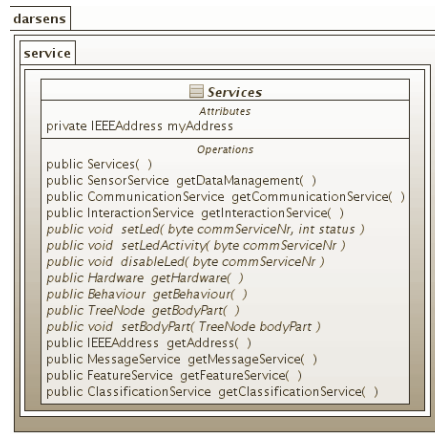 darsens
service
Services
Attributes
private IEEEAddress myAddress
Operations
public Services( )
public SensorService getDataManagement( )
public CommunicationService getCommunicationService( )
public InteractionService getInteractionService( )
public void setLed( byte commServiceNr, int status )
public void setLedActivity( byte commServiceNr )
public void disableLed( byte commServiceNr )
public Hardware getHardware( )
public Behaviour getBehaviour( )
public TreeNode getBodyPart( )
public void setBodyPart( TreeNode bodyPart )
public IEEEAddress getAddress( )
public MessageService getMessageService( )
public FeatureService getFeatureService( )
public ClassificationService getClassificationService( )